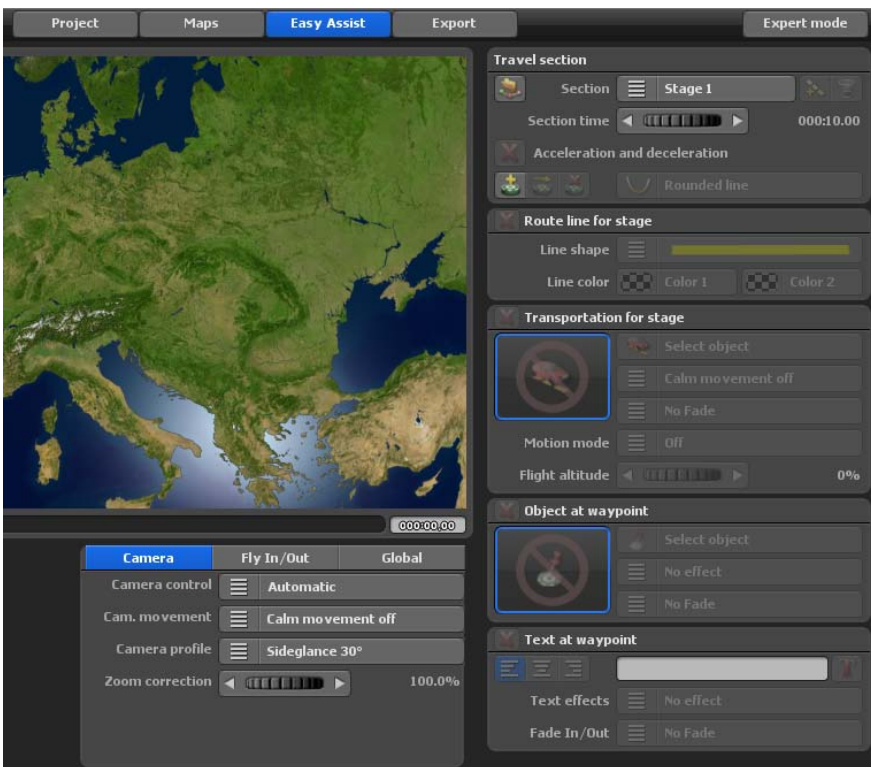 Project Maps Easy Assist Export Expert mode
Travel section
Section Stage 1
Section time 000:10.00
Acceleration and deceleration
Rounded line
Route line for stage
Line shape
Line color Color 1 Color 2
Transportation for stage
Select object
Calm movement off
No Fade
Motion mode Off
Flight altitude 0%
Object at waypoint
Select object
No effect
No Fade
Text at waypoint
Text effects No effect
Fade In/Out No Fade
000:00,00
Camera Fly In/Out Global
Camera control Automatic
Cam. movement Calm movement off
Camera profile Sideglance 30°
Zoom correction 100.0%